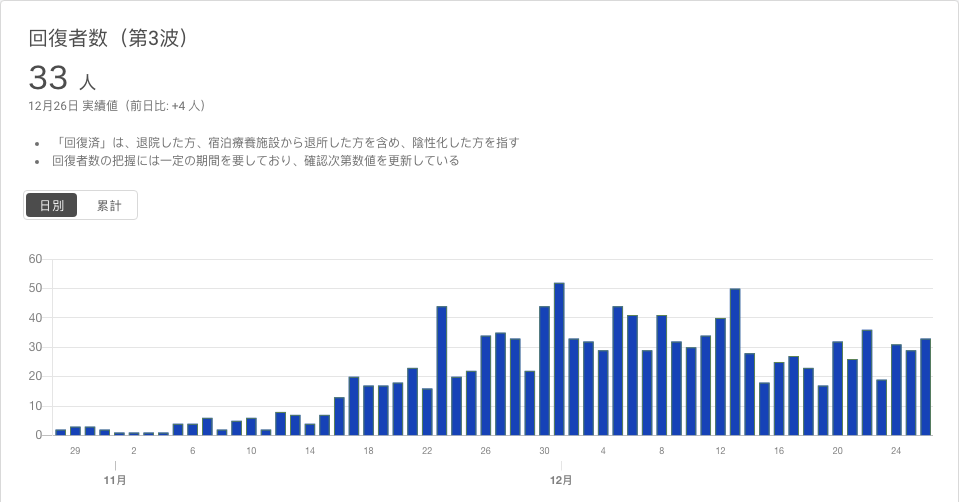 回復者数（第3波）
33 人
12月26日 実績値（前日比: +4 人）
• 「回復済」は、退院した方、宿泊療養施設から退所した方を含め、陰性化した方を指す
• 回復者数の把握には一定の期間を要しており、確認次第数値を更新している
日別 累計
60
50
40
30
20
10
0
29 2 6 10 14 18 22 26 30 4 8 12 16 20 24
11月 12月